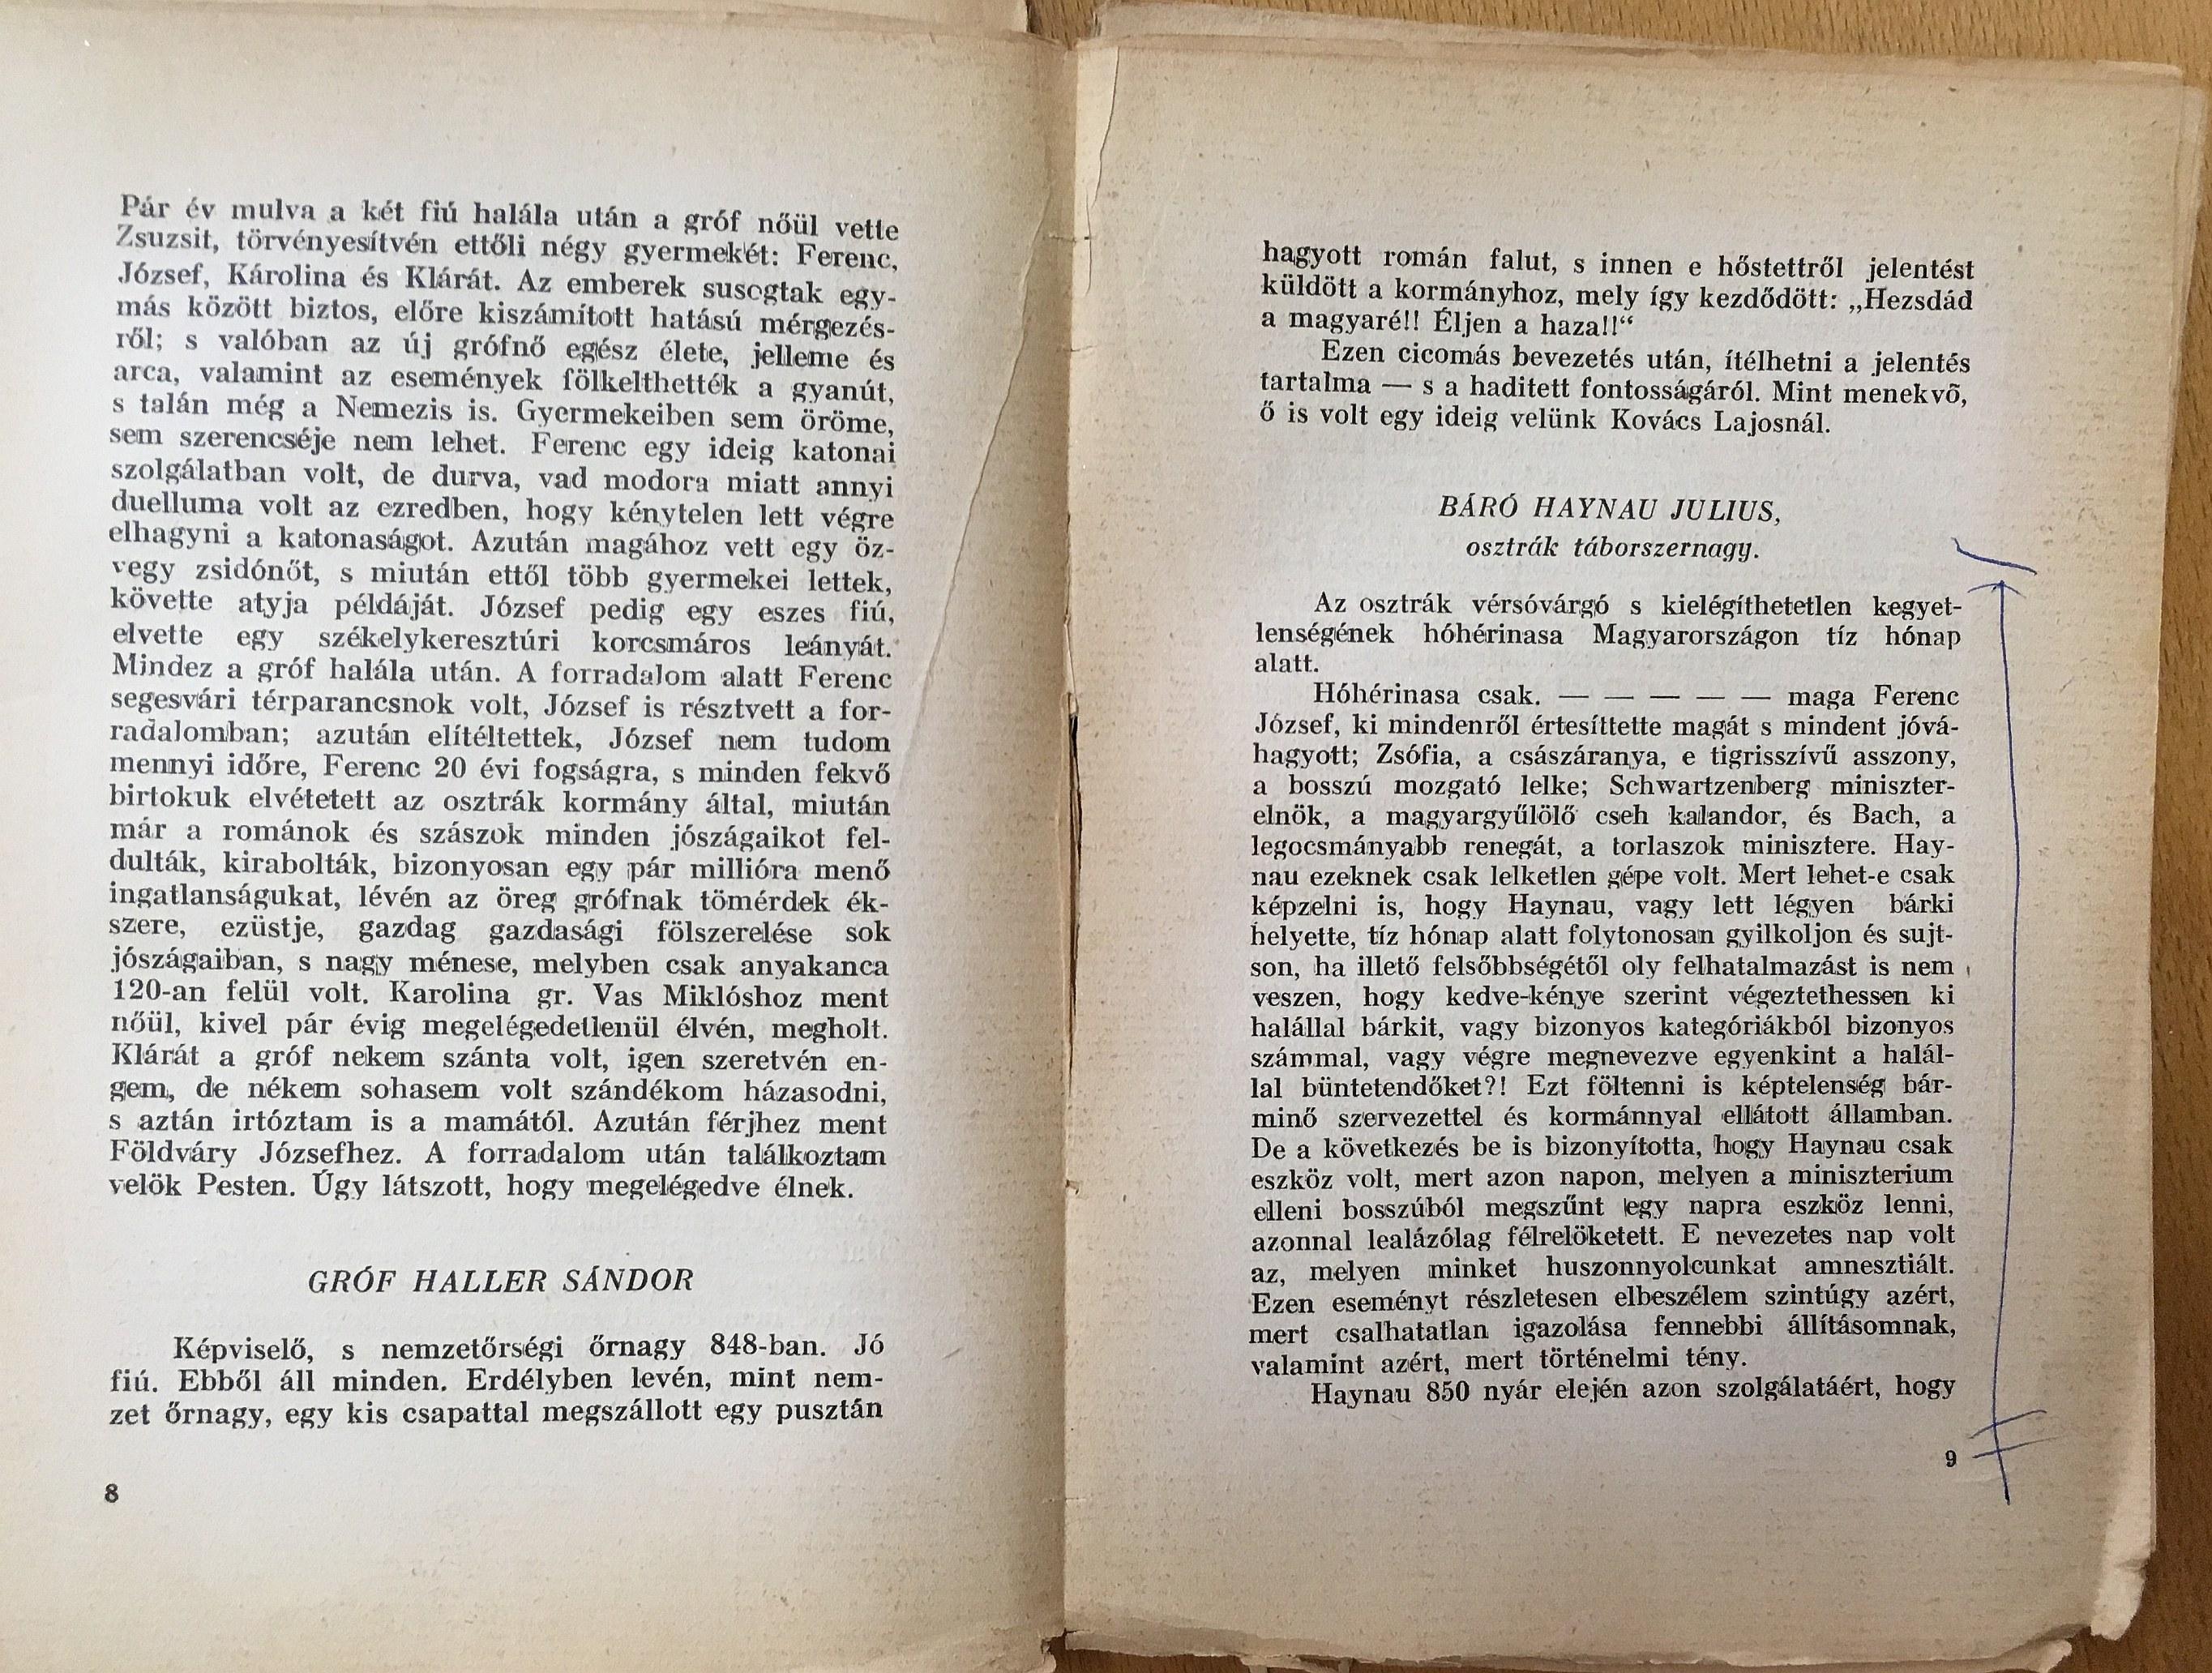 Pár év mulva a két fiú halála után a gróf nőül vette
Zsuzsit, törvényesítvén ettőli négy gyermekét: Ferenc,
József, Károlina és Klárát. Az emberek susogtak egy-
más között biztos, előre kiszámított hatású mérgezés-
ről; s valóban az új grófnő egész élete, jelleme és
arca, valamint az események fölkelthették a gyanút,
s talán még a Nemezis is. Gyermekeiben sem öröme,
sem szerencséje nem lehet. Ferenc egy ideig katonai
szolgálatban volt, de durva, vad modora miatt annyi
duelluma volt az ezredben, hogy kénytelen lett végre
elhagyni a katonaságot. Azután magához vett egy öz-
vegy zsidónőt, s miután ettől több gyermekei lettek,
követte atyja példáját. József pedig egy eszes fiú,
elvette egy székelykeresztúri korcsmáros leányát.
Mindez a gróf halála után. A forradalom alatt Ferenc
segesvári térparancsnok volt, József is résztvett a for-
radalomban; azután elítéltettek, József nem tudom
mennyi időre, Ferenc 20 évi fogságra, s minden fekvő
birtokuk elvétetett az osztrák kormány által, miután
már a románok és szászok minden jószágaikot fel-
dulták, kirabolták, bizonyosan egy pár millióra menő
ingatlanságukat, lévén az öreg grófnak tömérdek ék-
szere, ezüstje, gazdag gazdasági fölszerelése sok
jószágaiban, s nagy ménese, melyben csak anyakanca
120-an felül volt. Karolina gr. Vas Miklóshoz ment
nőül, kivel pár évig megelégedetlenül élvén, megholt.
Klárát a gróf nekem szánta volt, igen szeretvén en-
gem, de nékem sohasem volt szándékom házasodni,
s aztán irtóztam is a mamától. Azután férjhez ment
Földváry Józsefhez. A forradalom után találkoztam
velök Pesten. Úgy látszott, hogy megelégedve élnek.
GRÓF HALLER SÁNDOR
Képviselő, s nemzetőrségi őrnagy 848-ban. Jó
fiú. Ebből áll minden. Erdélyben levén, mint nem-
zet őrnagy, egy kis csapattal megszállott egy pusztán
8
hagyott román falut, s innen e hőstettről jelentést
küldött a kormányhoz, mely így kezdődött: „Hezsdád
a magyaré!! Éljen a haza!!“
Ezen cicomás bevezetés után, ítélhetni a jelentés
tartalma — s a haditett fontosságáról. Mint menekvő,
ő is volt egy ideig velünk Kovács Lajosnál.
BÁRÓ HAYNAU JULIUS,
osztrák táborszernagy.
Az osztrák vérsóvárgó s kielégíthetetlen kegyet-
lenségének hóhérinasa Magyarországon tíz hónap
alatt.
Hóhérinasa csak. — — — — — maga Ferenc
József, ki mindenről értesíttette magát s mindent jóvá-
hagyott; Zsófia, a császáranya, e tigrisszívű asszony,
a bosszú mozgató lelke; Schwartzenberg miniszter-
elnök, a magyargyűlölő cseh kalandor, és Bach, a
legocsmányabb renegát, a torlaszok minisztere. Hay-
nau ezeknek csak lelketlen gépe volt. Mert lehet-e csak
képzelni is, hogy Haynau, vagy lett légyen bárki
helyette, tíz hónap alatt folytonosan gyilkoljon és sujt-
son, ha illető felsőbbségétől oly felhatalmazást is nem
veszen, hogy kedve-kénye szerint végeztethessen ki
halállal bárkit, vagy bizonyos kategóriákból bizonyos
számmal, vagy végre megnevezve egyenkint a halál-
lal büntetendőket?! Ezt föltenni is képtelenség bár-
minő szervezettel és kormánnyal ellátott államban.
De a következés be is bizonyította, hogy Haynau csak
eszköz volt, mert azon napon, melyen a miniszterium
elleni bosszúból megszűnt egy napra eszköz lenni,
azonnal lealázólag félrelöketett. E nevezetes nap volt
az, melyen minket huszonnyolcunkat amnesztiált.
Ezen eseményt részletesen elbeszélem szintúgy azért,
mert csalhatatlan igazolása fennebbi állításomnak,
valamint azért, mert történelmi tény.
Haynau 850 nyár elején azon szolgálatáért, hogy
9